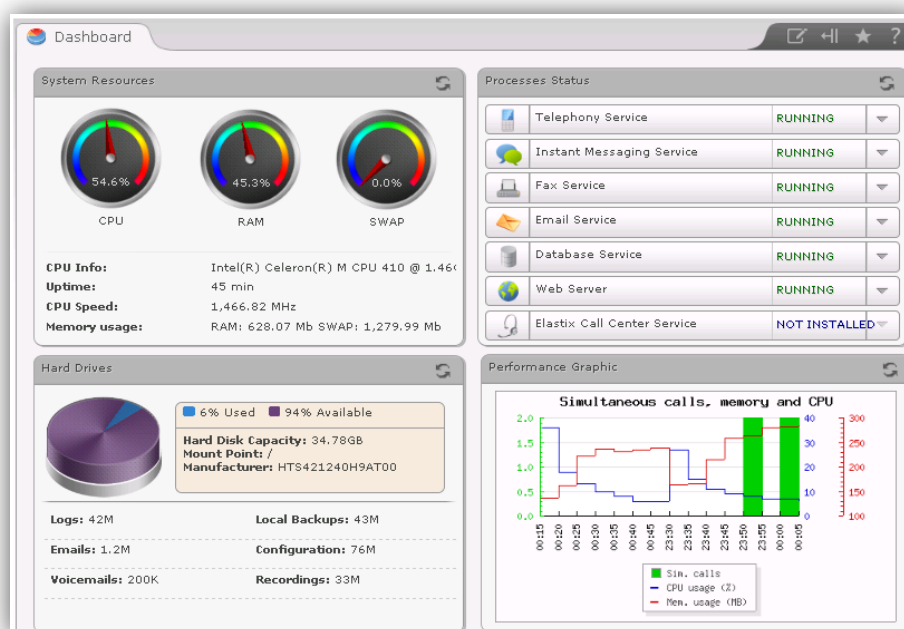 Dashboard
?
System Resources
54.6%
45.3%
0.0%
CPU
RAM
SWAP
CPU Info: Intel(R) Celeron(R) M CPU 410 @ 1.46
Uptime: 45 min
CPU Speed: 1,466.82 MHz
Memory usage: RAM: 628.07 Mb SWAP: 1,279.99 Mb
Processes Status
Telephony Service RUNNING
Instant Messaging Service RUNNING
Fax Service RUNNING
Email Service RUNNING
Database Service RUNNING
Web Server RUNNING
Elastix Call Center Service NOT INSTALLED
Hard Drives
6% Used 94% Available
Hard Disk Capacity: 34.78GB
Mount Point: /
Manufacturer: HTS421240H9AT00
Logs: 42M Local Backups: 43M
Emails: 1.2M Configuration: 76M
Voicemails: 200K Recordings: 33M
Performance Graphic
Simultaneous calls, memory and CPU
2.0 40 300
1.5 30 250
1.0 20 200
0.5 10 150
0.0 0 100
00:15 00:20 00:25 00:30 00:35 00:40 00:45 23:30 23:35 23:40 23:45 23:50 23:55 00:00 00:05
Sim. calls
CPU usage (%)
Mem. usage (MB)